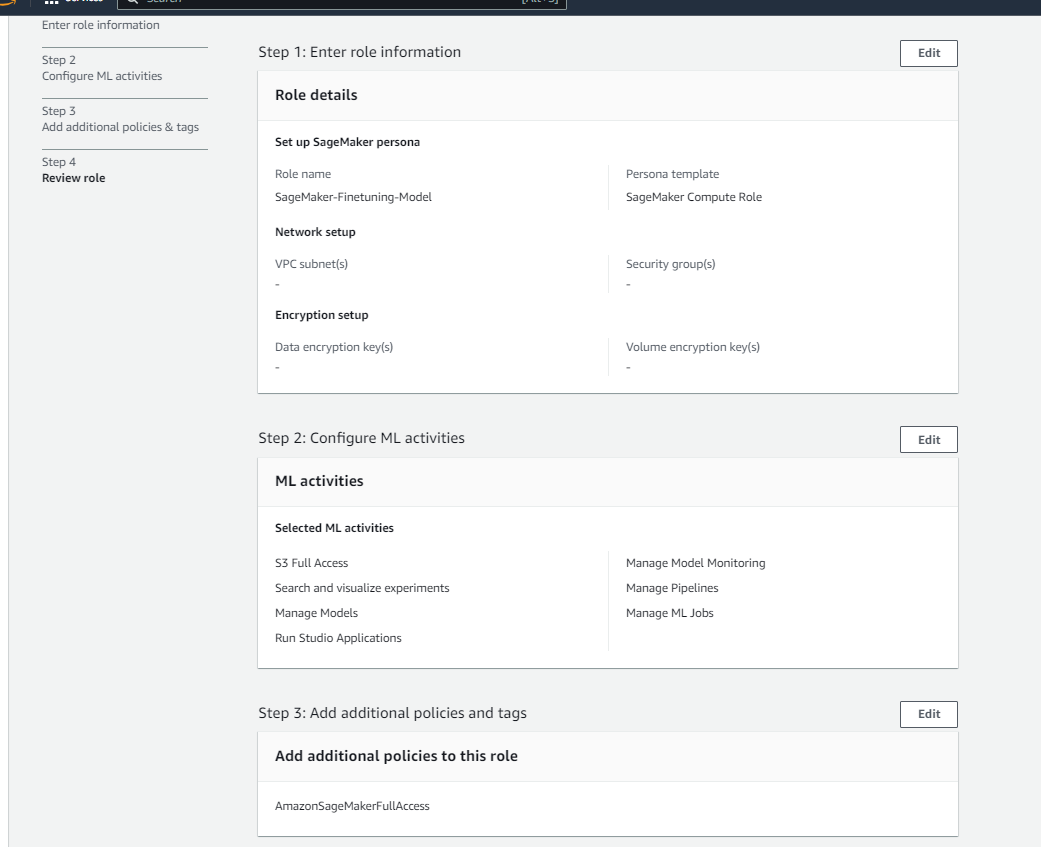 Enter role information
Step 2
Configure ML activities
Step 3
Add additional policies & tags
Step 4
Review role
Step 1: Enter role information
Edit
Role details
Set up SageMaker persona
Role name
Persona template
SageMaker-Finetuning-Model
SageMaker Compute Role
Network setup
VPC subnet(s)
Security group(s)
-
-
Encryption setup
Data encryption key(s)
Volume encryption key(s)
-
-
Step 2: Configure ML activities
Edit
ML activities
Selected ML activities
S3 Full Access
Manage Model Monitoring
Search and visualize experiments
Manage Pipelines
Manage Models
Manage ML Jobs
Run Studio Applications
Step 3: Add additional policies and tags
Edit
Add additional policies to this role
AmazonSageMakerFullAccess